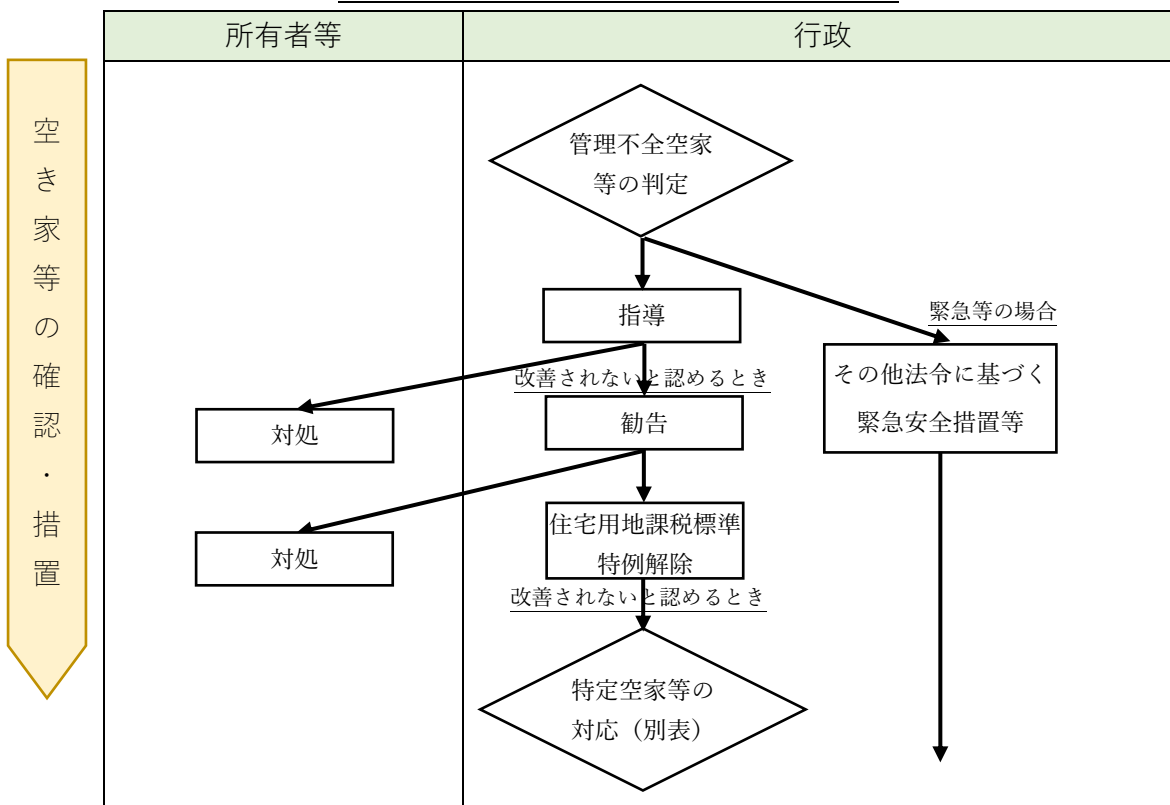 所有者等
行政
空き家等の確認・措置
管理不全空家
等の判定
指導
緊急等の場合
その他法令に基づく
緊急安全措置等
改善されないと認めるとき
対処
勧告
対処
住宅用地課税標準
特例解除
改善されないと認めるとき
特定空家等の
対応（別表）